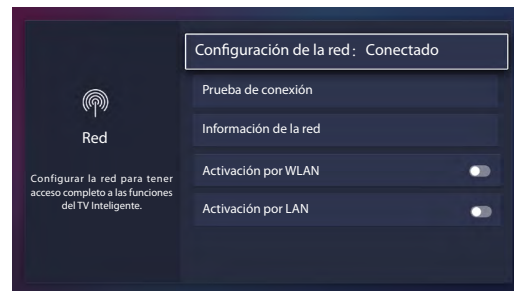 Configuración de la red: Conectado
Prueba de conexión
Red
Información de la red
Configurar la red para tener
acceso completo a las funciones
del TV Inteligente.
Activación por WLAN
Activación por LAN